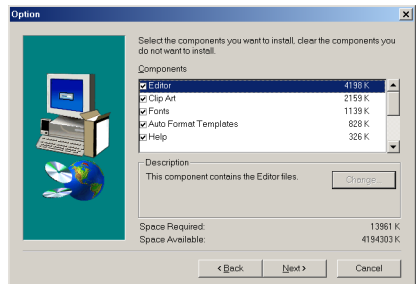 Option
Select the components you want to install, clear the components you
do not want to install.
Components
Editor 4198 K
Clip Art 2159 K
Fonts 1139 K
Auto Format Templates 828 K
Help 326 K
Description
This component contains the Editor files.
Change...
Space Required: 13961 K
Space Available: 4194303 K
< Back Next > Cancel